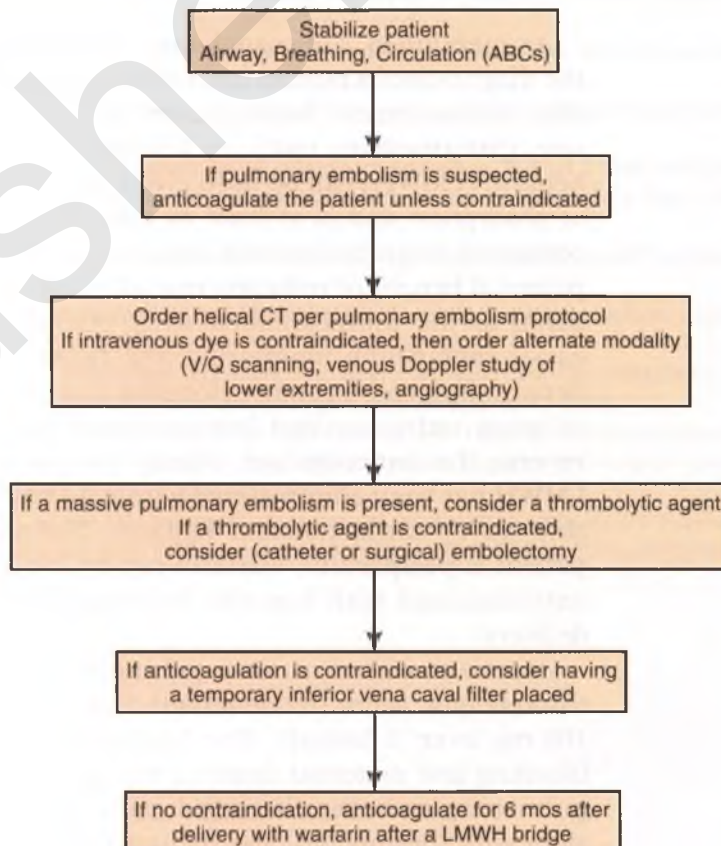 Stabilize patient
Airway, Breathing, Circulation (ABCs)
If pulmonary embolism is suspected,
anticoagulate the patient unless contraindicated
Order helical CT per pulmonary embolism protocol
If intravenous dye is contraindicated, then order alternate modality
(V/Q scanning, venous Doppler study of
lower extremities, angiography)
If a massive pulmonary embolism is present, consider a thrombolytic agent
If a thrombolytic agent is contraindicated,
consider (catheter or surgical) embolectomy
If anticoagulation is contraindicated, consider having
a temporary inferior vena caval filter placed
If no contraindication, anticoagulate for 6 mos after
delivery with warfarin after a LMWH bridge